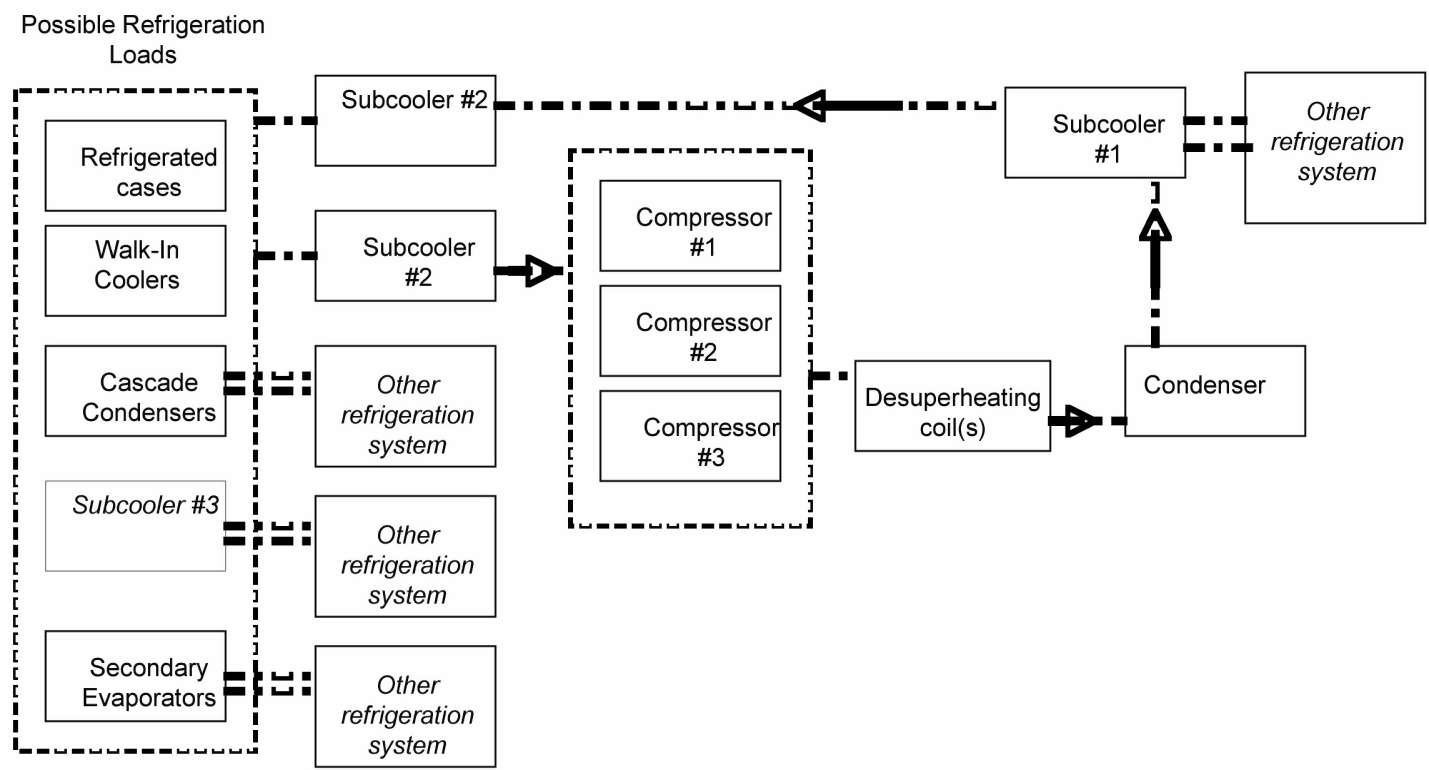 Possible Refrigeration
Loads
Subcooler #2
Subcooler
#1
Other
refrigeration
system
Refrigerated
cases
Walk-In
Coolers
Subcooler
#2
Compressor
#1
Compressor
#2
Compressor
#3
Cascade
Condensers
Other
refrigeration
system
Desuperheating
coil(s)
Condenser
Subcooler #3
Other
refrigeration
system
Secondary
Evaporators
Other
refrigeration
system